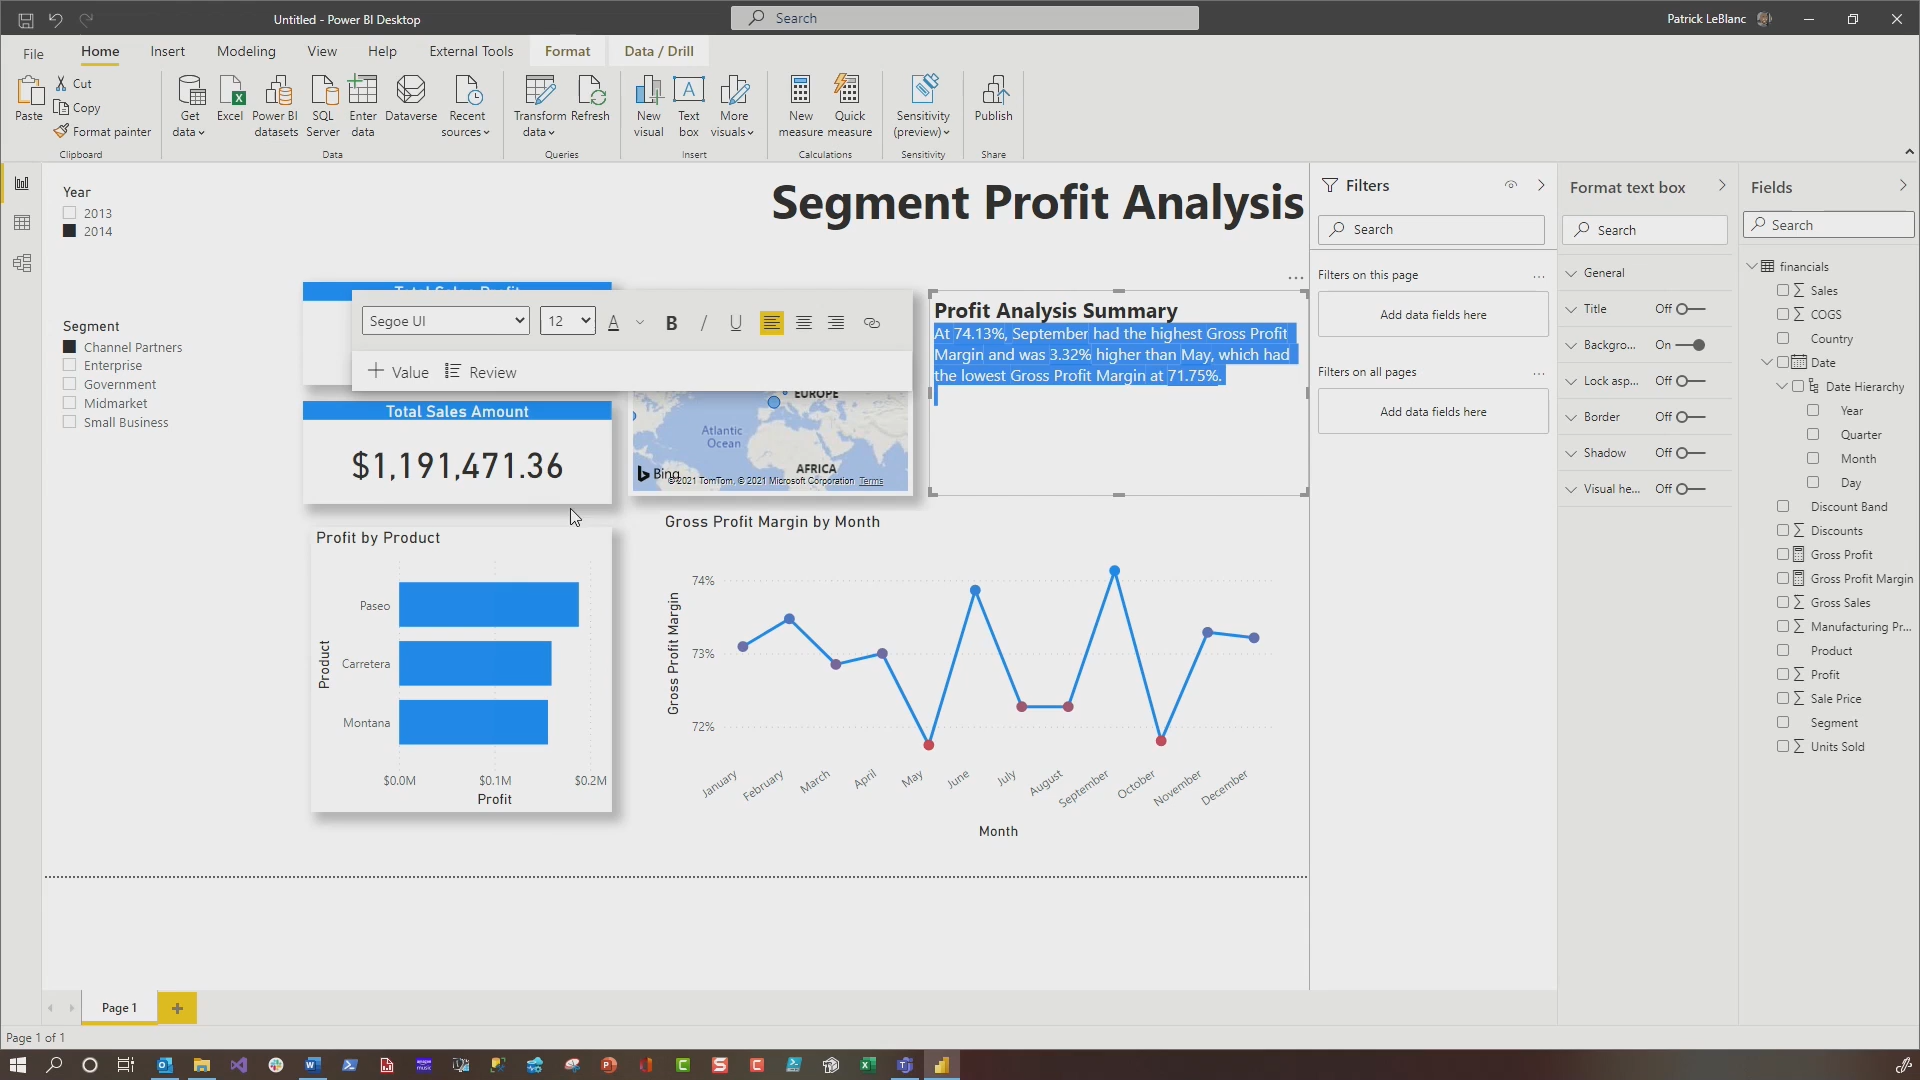 Untitled - Power BI Desktop
Search
Patrick LeBlanc
File
Home
Insert
Modeling
View
Help
External Tools
Format
Data / Drill
Paste
Cut
Copy
Format painter
Clipboard
Get data
Excel
Power BI datasets
SQL Server
Enter data
Dataverse
Recent sources
Data
Transform data
Refresh
Queries
New visual
Text box
More visuals
Insert
New measure
Quick measure
Calculations
Sensitivity (preview)
Sensitivity
Publish
Share
Year
2013
2014
Segment
Channel Partners
Enterprise
Government
Midmarket
Small Business
Segment Profit Analysis
Total Sales Profit
Segoe UI
12
A
B
I
U
Value
Review
Total Sales Amount
$1,191,471.36
EUROPE
Atlantic
Ocean
AFRICA
Bing
©2021 TomTom, © 2021 Microsoft Corporation Terms
Profit Analysis Summary
At 74.13%, September had the highest Gross Profit
Margin and was 3.32% higher than May, which had
the lowest Gross Profit Margin at 71.75%.
Profit by Product
Product
Paseo
Carretera
Montana
$0.0M
$0.1M
$0.2M
Profit
Gross Profit Margin by Month
Gross Profit Margin
74%
73%
72%
January
February
March
April
May
June
July
August
September
October
November
December
Month
Filters
Search
Filters on this page
Add data fields here
Filters on all pages
Add data fields here
Format text box
Search
General
Title Off
Backgro... On
Lock asp... Off
Border Off
Shadow Off
Visual he... Off
Fields
Search
financials
Sales
COGS
Country
Date
Date Hierarchy
Year
Quarter
Month
Day
Discount Band
Discounts
Gross Profit
Gross Profit Margin
Gross Sales
Manufacturing Pr...
Product
Profit
Sale Price
Segment
Units Sold
Page 1
Page 1 of 1